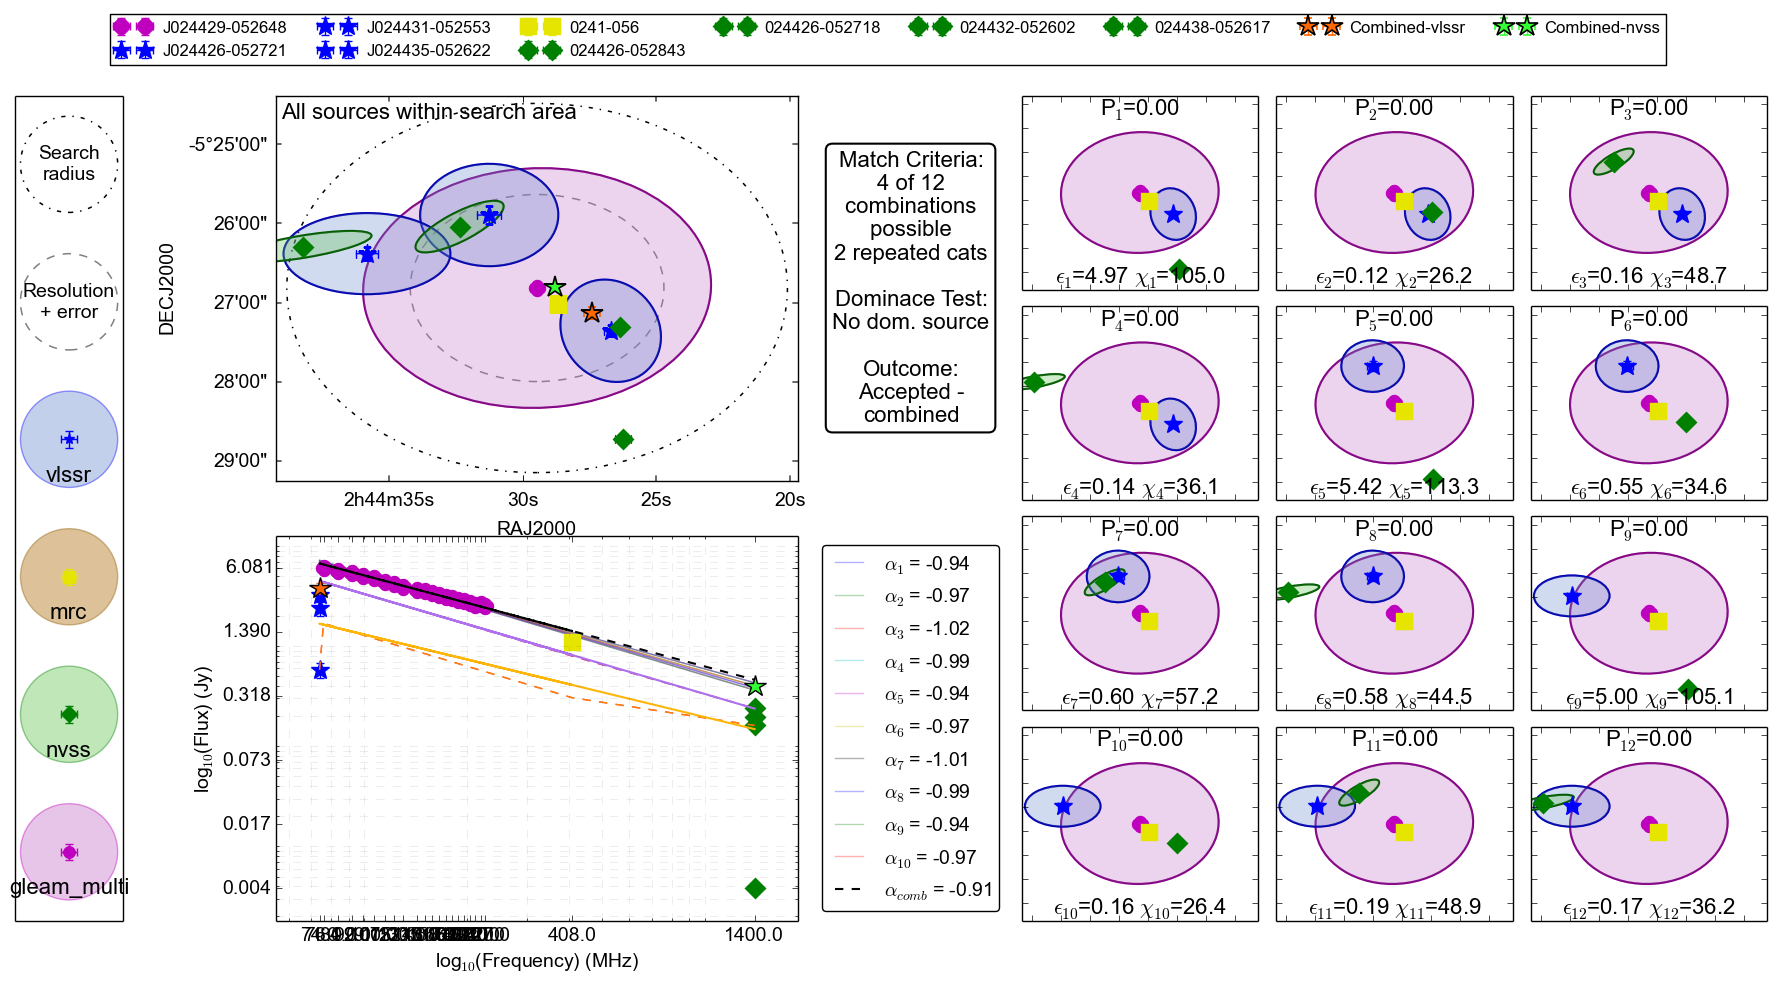 J024429-052648
J024431-052553
0241-056
024426-052718
024432-052602
024438-052617
Combined-vlssr
Combined-nvss
J024426-052721
J024435-052622
024426-052843
Search
radius
Resolution
+ error
vlssr
mrc
nvss
gleam_multi
All sources within search area
-5°25'00"
26'00"
27'00"
28'00"
29'00"
DECJ2000
2h44m35s
30s
25s
20s
RAJ2000
Match Criteria:
4 of 12
combinations
possible
2 repeated cats
Dominace Test:
No dom. source
Outcome:
Accepted -
combined
6.081
1.390
0.318
0.073
0.017
0.004
log10(Flux) (Jy)
408.0
1400.0
log10(Frequency) (MHz)
α1 = -0.94
α2 = -0.97
α3 = -1.02
α4 = -0.99
α5 = -0.94
α6 = -0.97
α7 = -1.01
α8 = -0.99
α9 = -0.94
α10 = -0.97
αcomb = -0.91
P1=0.00
ϵ1=4.97 χ1=105.0
P2=0.00
ϵ2=0.12 χ2=26.2
P3=0.00
ϵ3=0.16 χ3=48.7
P4=0.00
ϵ4=0.14 χ4=36.1
P5=0.00
ϵ5=5.42 χ5=113.3
P6=0.00
ϵ6=0.55 χ6=34.6
P7=0.00
ϵ7=0.60 χ7=57.2
P8=0.00
ϵ8=0.58 χ8=44.5
P9=0.00
ϵ9=5.00 χ9=105.1
P10=0.00
ϵ10=0.16 χ10=26.4
P11=0.00
ϵ11=0.19 χ11=48.9
P12=0.00
ϵ12=0.17 χ12=36.2